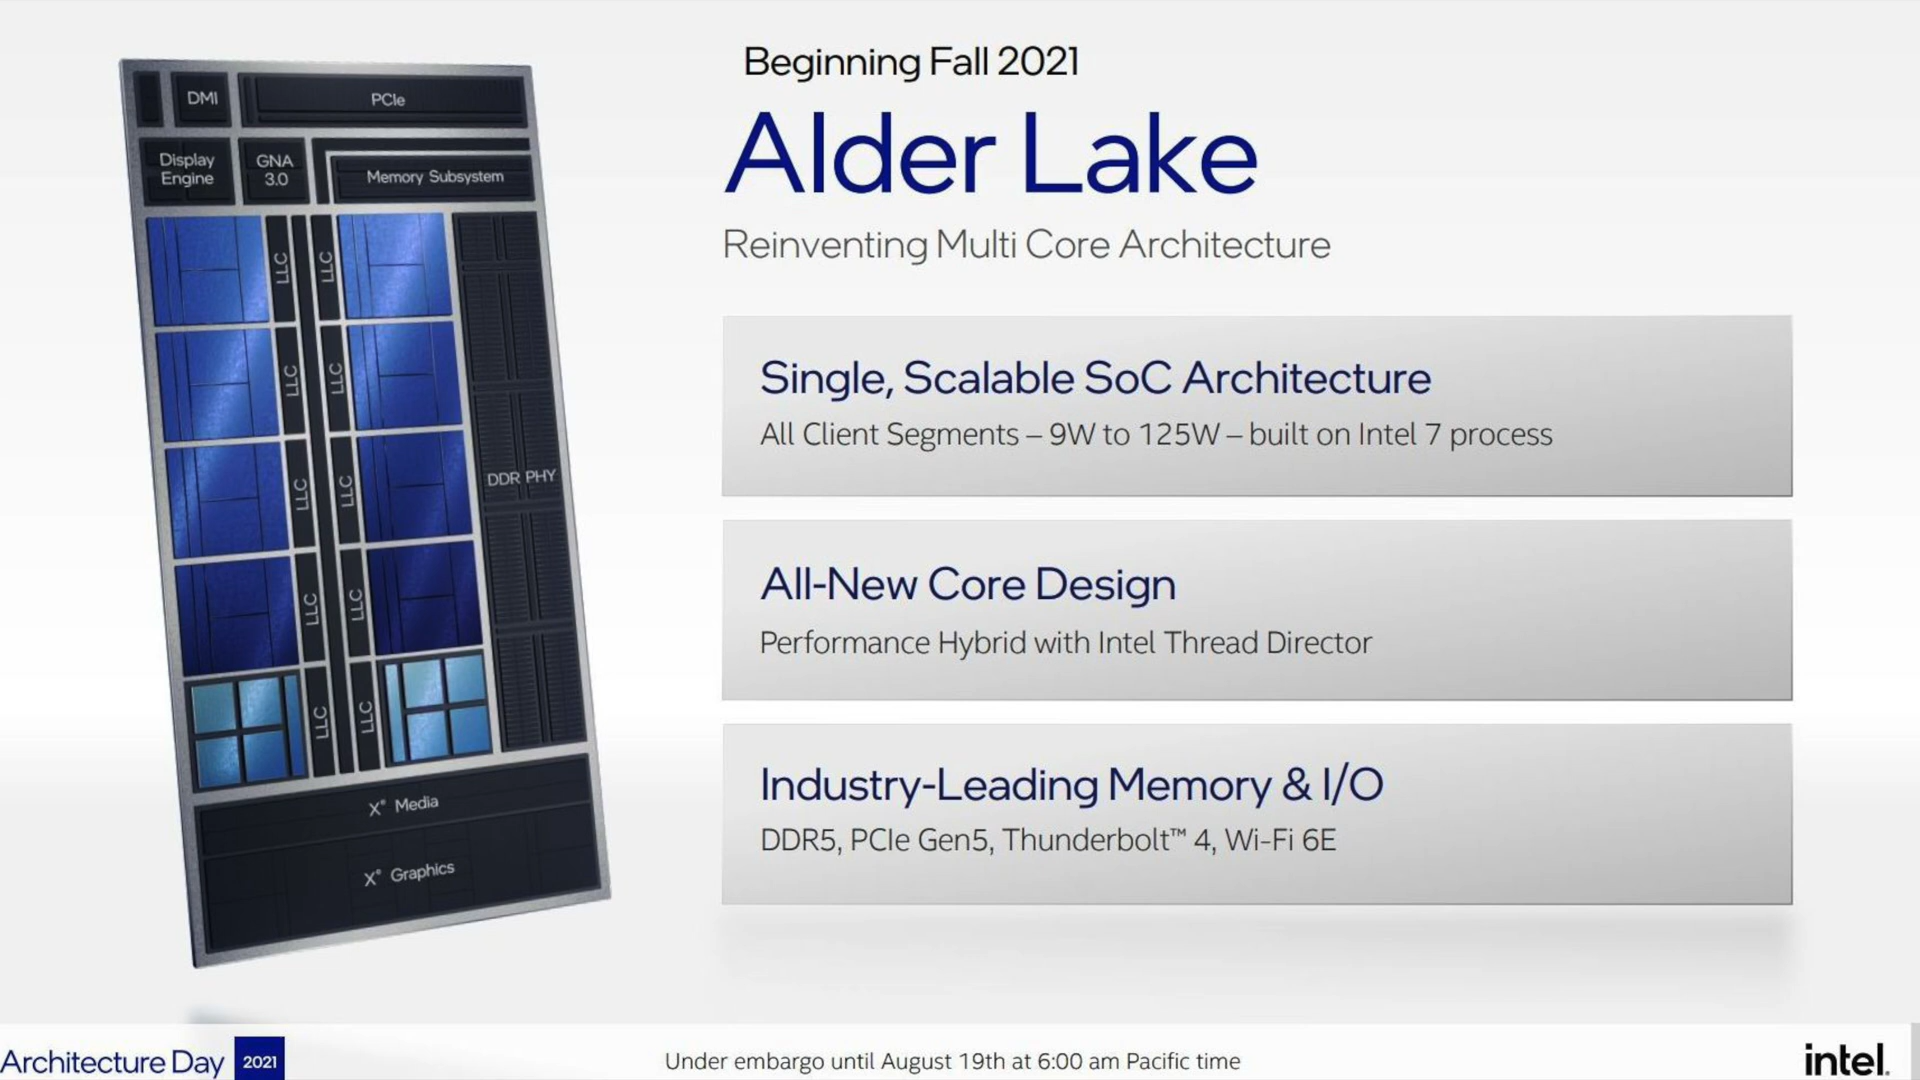 Beginning Fall 2021
Alder Lake
Reinventing Multi Core Architecture
DMI
PCIe
Display
Engine
GNA
3.0
Memory Subsystem
LLC
LLC
LLC
LLC
LLC
LLC
LLC
LLC
LLC
LLC
DDR PHY
Xe Media
Xe Graphics
Single, Scalable SoC Architecture
All Client Segments – 9W to 125W – built on Intel 7 process
All-New Core Design
Performance Hybrid with Intel Thread Director
Industry-Leading Memory & I/O
DDR5, PCIe Gen5, Thunderbolt™ 4, Wi-Fi 6E
Architecture Day 2021
Under embargo until August 19th at 6:00 am Pacific time
intel.